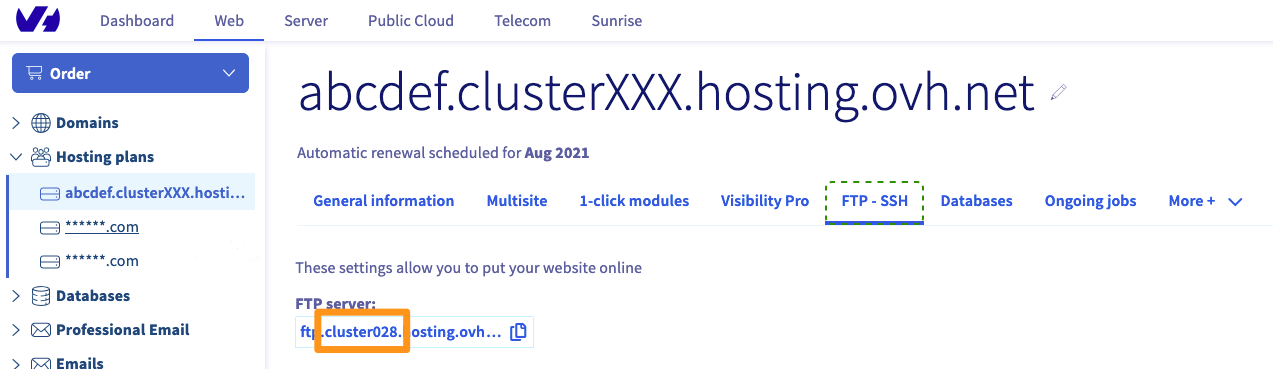 Dashboard Web Server Public Cloud Telecom Sunrise
Order
Domains
Hosting plans
abcdef.clusterXXX.hosti...
******.com
******.com
Databases
Professional Email
Emails
abcdef.clusterXXX.hosting.ovh.net
Automatic renewal scheduled for Aug 2021
General information Multisite 1-click modules Visibility Pro FTP - SSH Databases Ongoing jobs More +
These settings allow you to put your website online
FTP server:
ftp.cluster028.hosting.ovh...